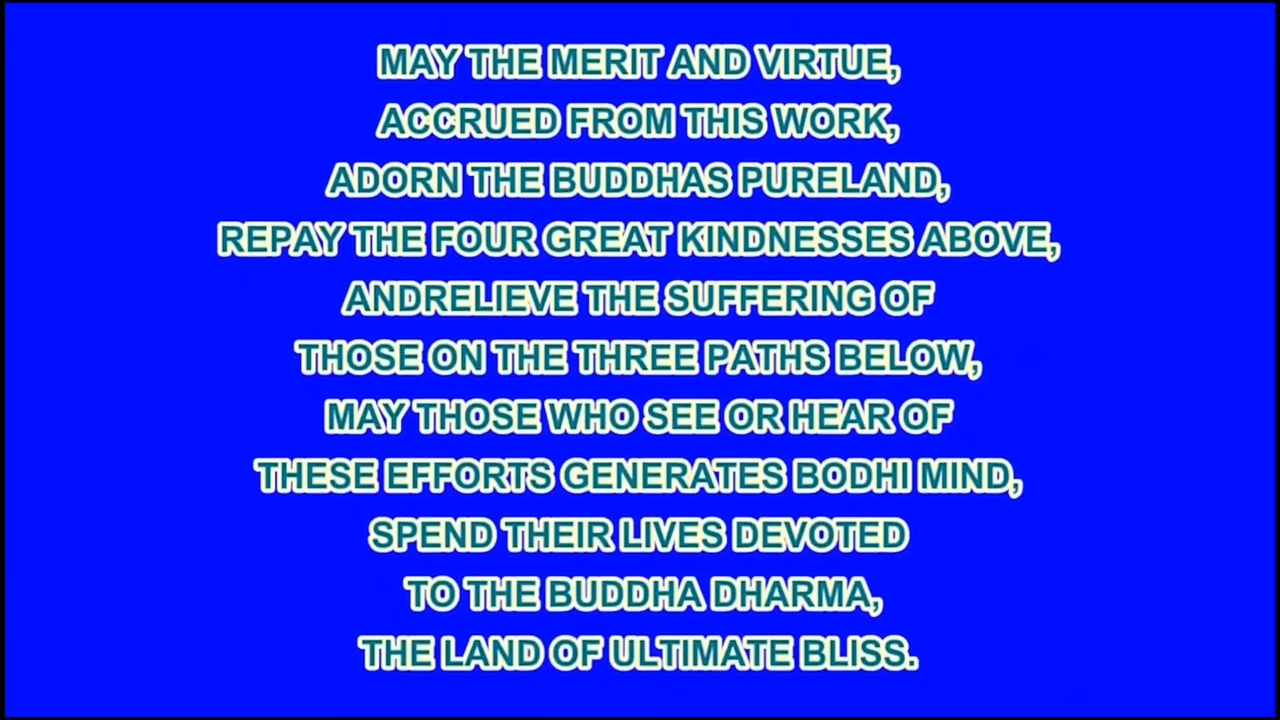 MAY THE MERIT AND VIRTUE,
ACCRUED FROM THIS WORK,
ADORN THE BUDDHAS PURELAND,
REPAY THE FOUR GREAT KINDNESSES ABOVE,
ANDRELIEVE THE SUFFERING OF
THOSE ON THE THREE PATHS BELOW,
MAY THOSE WHO SEE OR HEAR OF
THESE EFFORTS GENERATES BODHI MIND,
SPEND THEIR LIVES DEVOTED
TO THE BUDDHA DHARMA,
THE LAND OF ULTIMATE BLISS.